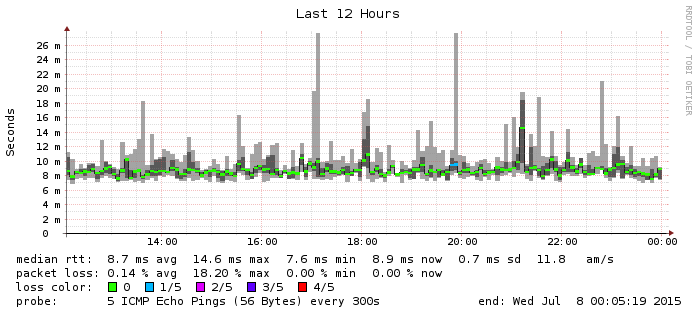 Last 12 Hours
RRDTOOL / TOBI OETIKER
Seconds
26 m
24 m
22 m
20 m
18 m
16 m
14 m
12 m
10 m
8 m
6 m
4 m
2 m
0
14:00 16:00 18:00 20:00 22:00 00:00
median rtt: 8.7 ms avg 14.6 ms max 7.6 ms min 8.9 ms now 0.7 ms sd 11.8 am/s
packet loss: 0.14 % avg 18.20 % max 0.00 % min 0.00 % now
loss color: 0 1/5 2/5 3/5 4/5
probe: 5 ICMP Echo Pings (56 Bytes) every 300s end: Wed Jul 8 00:05:19 2015